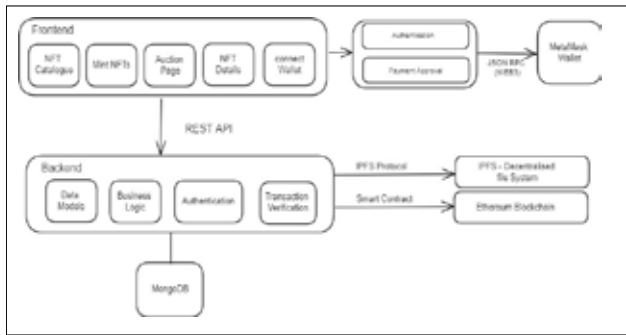 Frontend
NFT
Catalogue
Mint NFTs
Auction
Page
NFT
Details
connect
Wallet
Authentication
Payment Approval
JSON RPC
(WEB3)
MetaMask
Wallet
REST API
Backend
Data
Models
Business
Logic
Authentication
Transaction
Verification
IPFS Protocol
IPFS - Decentralised
file System
Smart Contract
Ethereum Blockchain
MongoDB